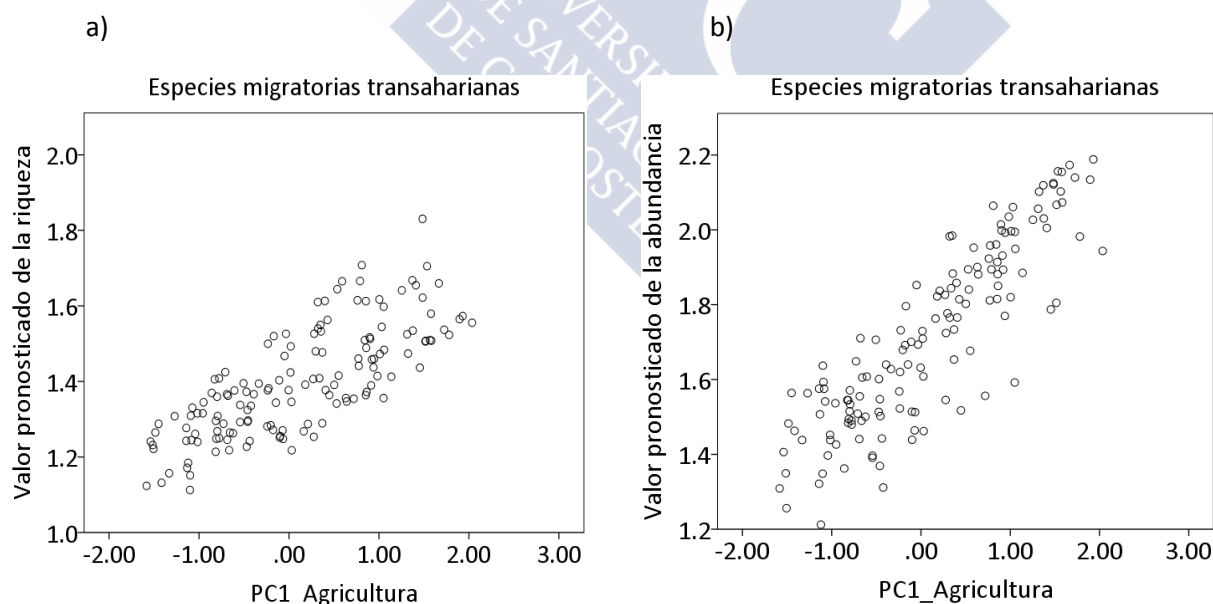 a)
Especies migratorias transaharianas
Valor pronosticado de la riqueza
2.0
1.8
1.6
1.4
1.2
1.0
-2.00
-1.00
.00
1.00
2.00
3.00
PC1_Agricultura
b)
Especies migratorias transaharianas
Valor pronosticado de la abundancia
2.2
2.0
1.8
1.6
1.4
1.2
-2.00
-1.00
.00
1.00
2.00
3.00
PC1_Agricultura
DE SANTIA